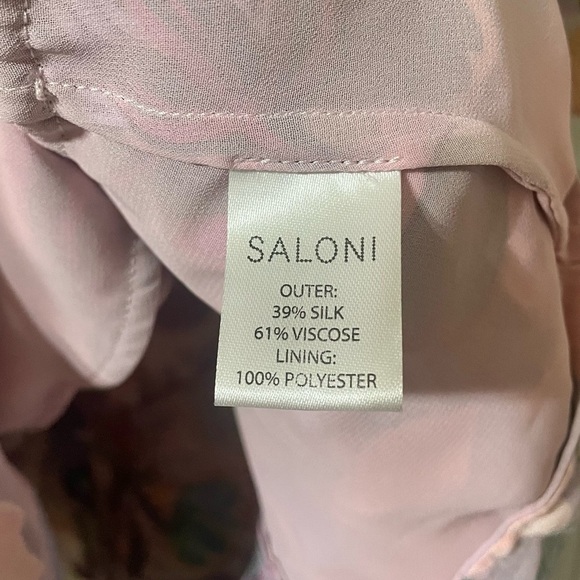 SALONI
OUTER:
39% SILK
61% VISCOSE
LINING:
100% POLYESTER